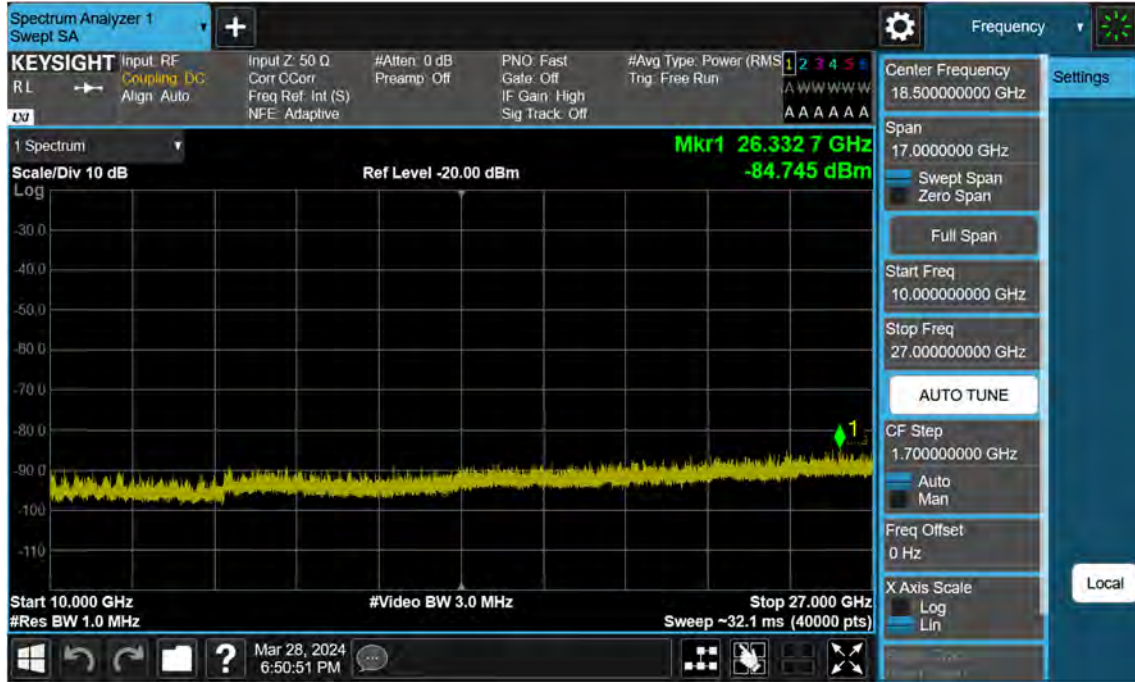 Spectrum Analyzer 1
Swept SA
Frequency
KEYSIGHT
RL
LXI
Input: RF
Coupling: DC
Align: Auto
Input Z: 50 Ω
Corr CCorr
Freq Ref: Int (S)
NFE: Adaptive
#Atten: 0 dB
Preamp: Off
PNO: Fast
Gate: Off
IF Gain: High
Sig Track: Off
#Avg Type: Power (RMS
Trig: Free Run
1 2 3 4 5 6
A W W W W W
A A A A A A
1 Spectrum
Mkr1 26.332 7 GHz
-84.745 dBm
Scale/Div 10 dB
Ref Level -20.00 dBm
Log
-30.0
-40.0
-50.0
-60.0
-70.0
-80.0
-90.0
-100
-110
1
Start 10.000 GHz
#Video BW 3.0 MHz
Stop 27.000 GHz
#Res BW 1.0 MHz
Sweep ~32.1 ms (40000 pts)
Mar 28, 2024
6:50:51 PM
?
Center Frequency
18.500000000 GHz
Span
17.0000000 GHz
Swept Span
Zero Span
Full Span
Start Freq
10.000000000 GHz
Stop Freq
27.000000000 GHz
AUTO TUNE
CF Step
1.700000000 GHz
Auto
Man
Freq Offset
0 Hz
X Axis Scale
Log
Lin
Settings
Local